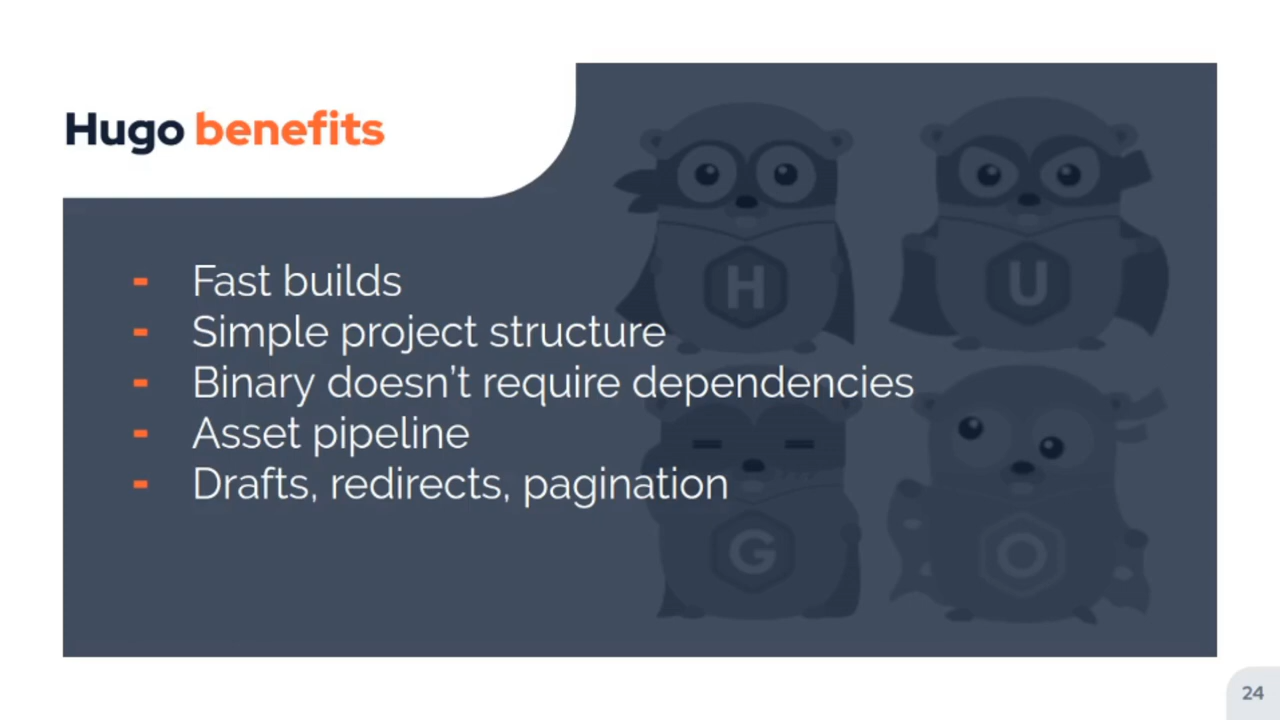 Hugo benefits
- Fast builds
- Simple project structure
- Binary doesn't require dependencies
- Asset pipeline
- Drafts, redirects, pagination
H
U
G
O
24